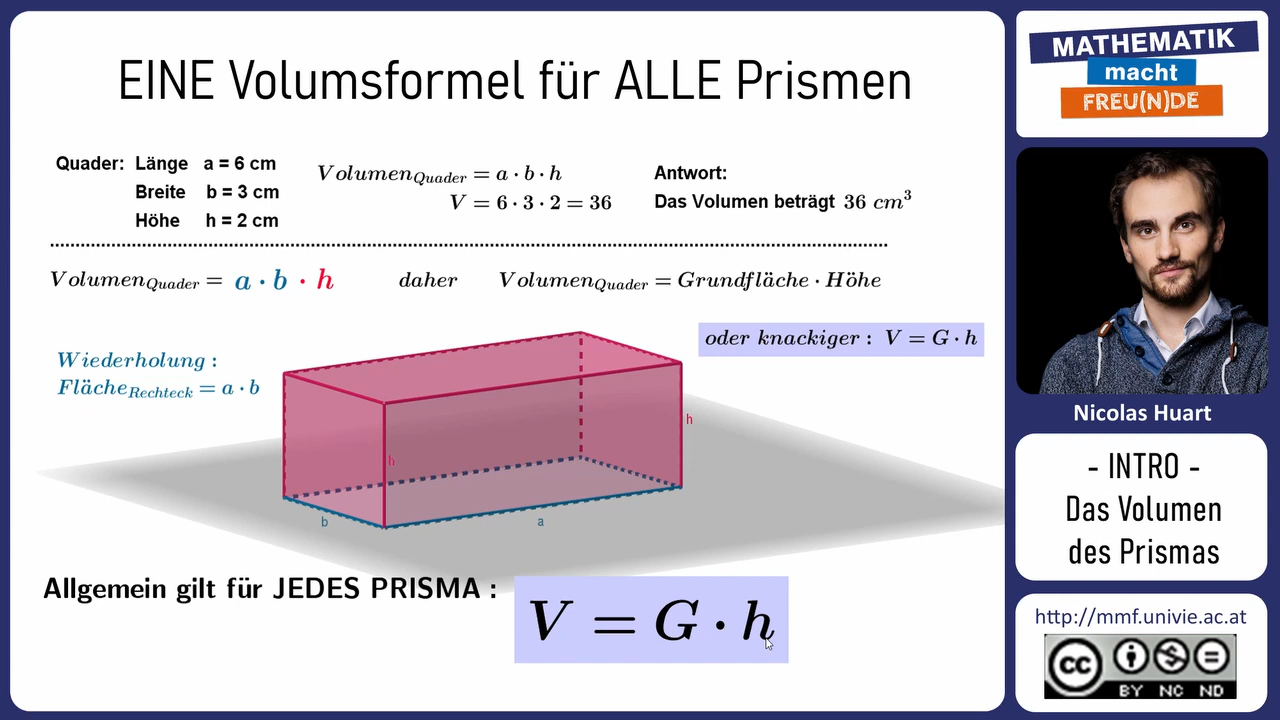 EINE Volumsformel für ALLE Prismen
Quader: Länge a = 6 cm
Breite b = 3 cm
Höhe h = 2 cm
Volumen_Quader = a · b · h
V = 6 · 3 · 2 = 36
Antwort:
Das Volumen beträgt 36 cm³
Volumen_Quader = a · b · h daher Volumen_Quader = Grundfläche · Höhe
oder knackiger : V = G · h
Wiederholung :
Fläche_Rechteck = a · b
h
h
b
a
Allgemein gilt für JEDES PRISMA :
V = G · h
MATHEMATIK
macht
FREU(N)DE
Nicolas Huart
- INTRO -
Das Volumen
des Prismas
http://mmf.univie.ac.at
cc
BY NC ND